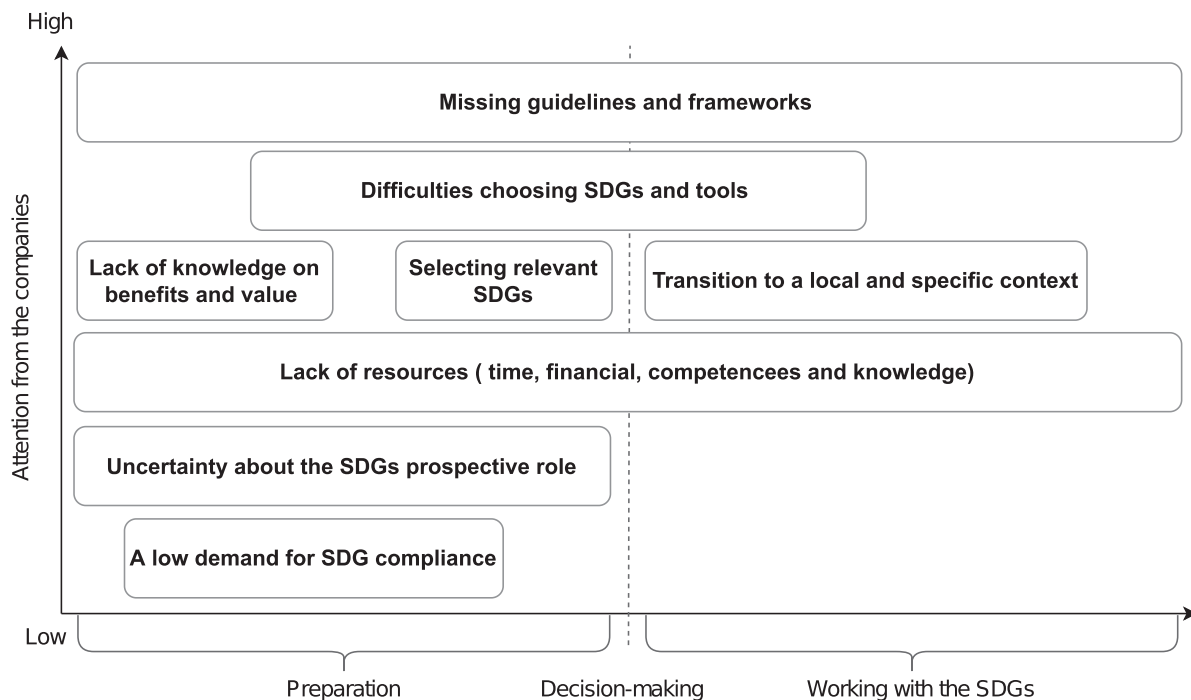 High
Missing guidelines and frameworks
Difficulties choosing SDGs and tools
Lack of knowledge on
benefits and value
Selecting relevant
SDGs
Transition to a local and specific context
Lack of resources ( time, financial, competencees and knowledge)
Uncertainty about the SDGs prospective role
A low demand for SDG compliance
Attention from the companies
Low
Preparation
Decision-making
Working with the SDGs